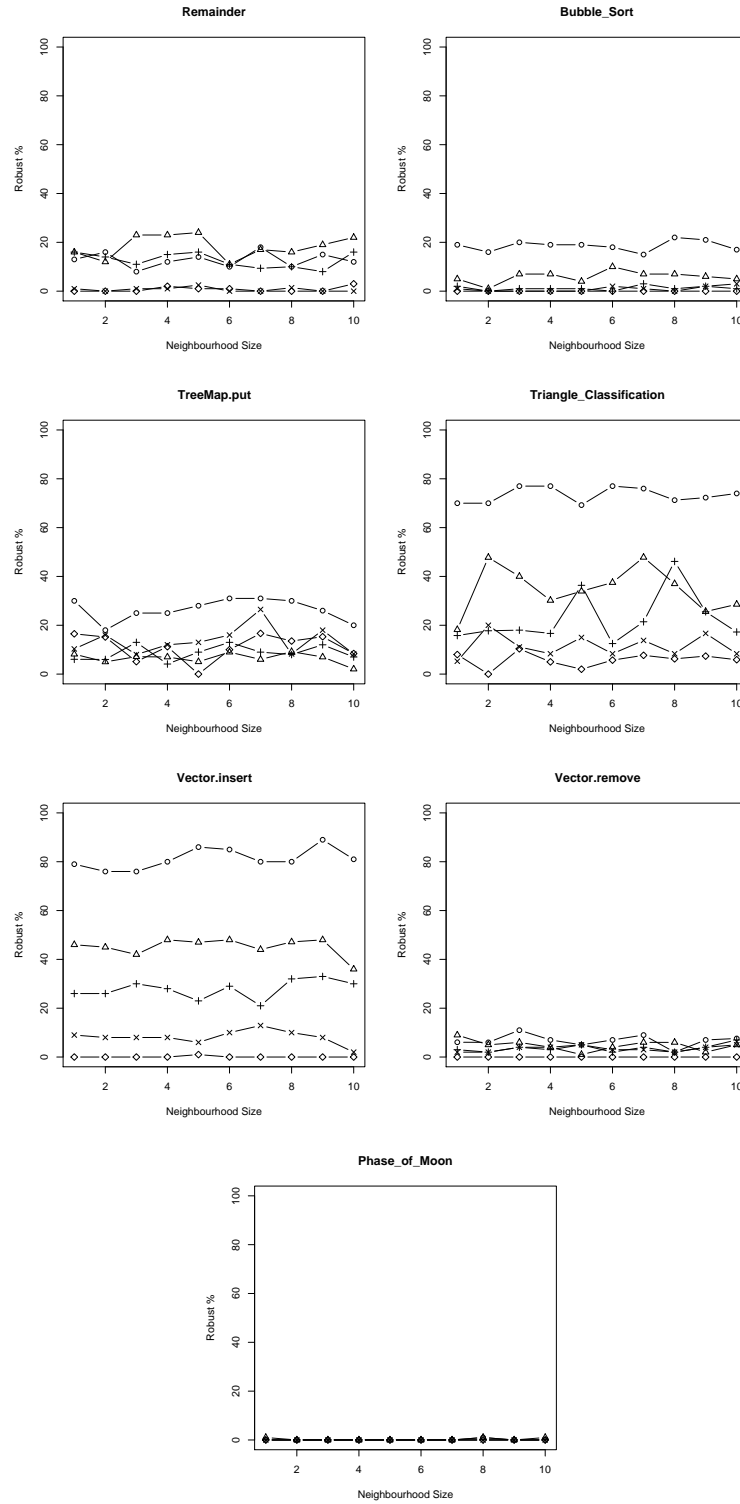 Remainder
Robust %
0 20 40 60 80 100
2 4 6 8 10
Neighbourhood Size
Bubble_Sort
Robust %
0 20 40 60 80 100
2 4 6 8 10
Neighbourhood Size
TreeMap.put
Robust %
0 20 40 60 80 100
2 4 6 8 10
Neighbourhood Size
Triangle_Classification
Robust %
0 20 40 60 80 100
2 4 6 8 10
Neighbourhood Size
Vector.insert
Robust %
0 20 40 60 80 100
2 4 6 8 10
Neighbourhood Size
Vector.remove
Robust %
0 20 40 60 80 100
2 4 6 8 10
Neighbourhood Size
Phase_of_Moon
Robust %
0 20 40 60 80 100
2 4 6 8 10
Neighbourhood Size